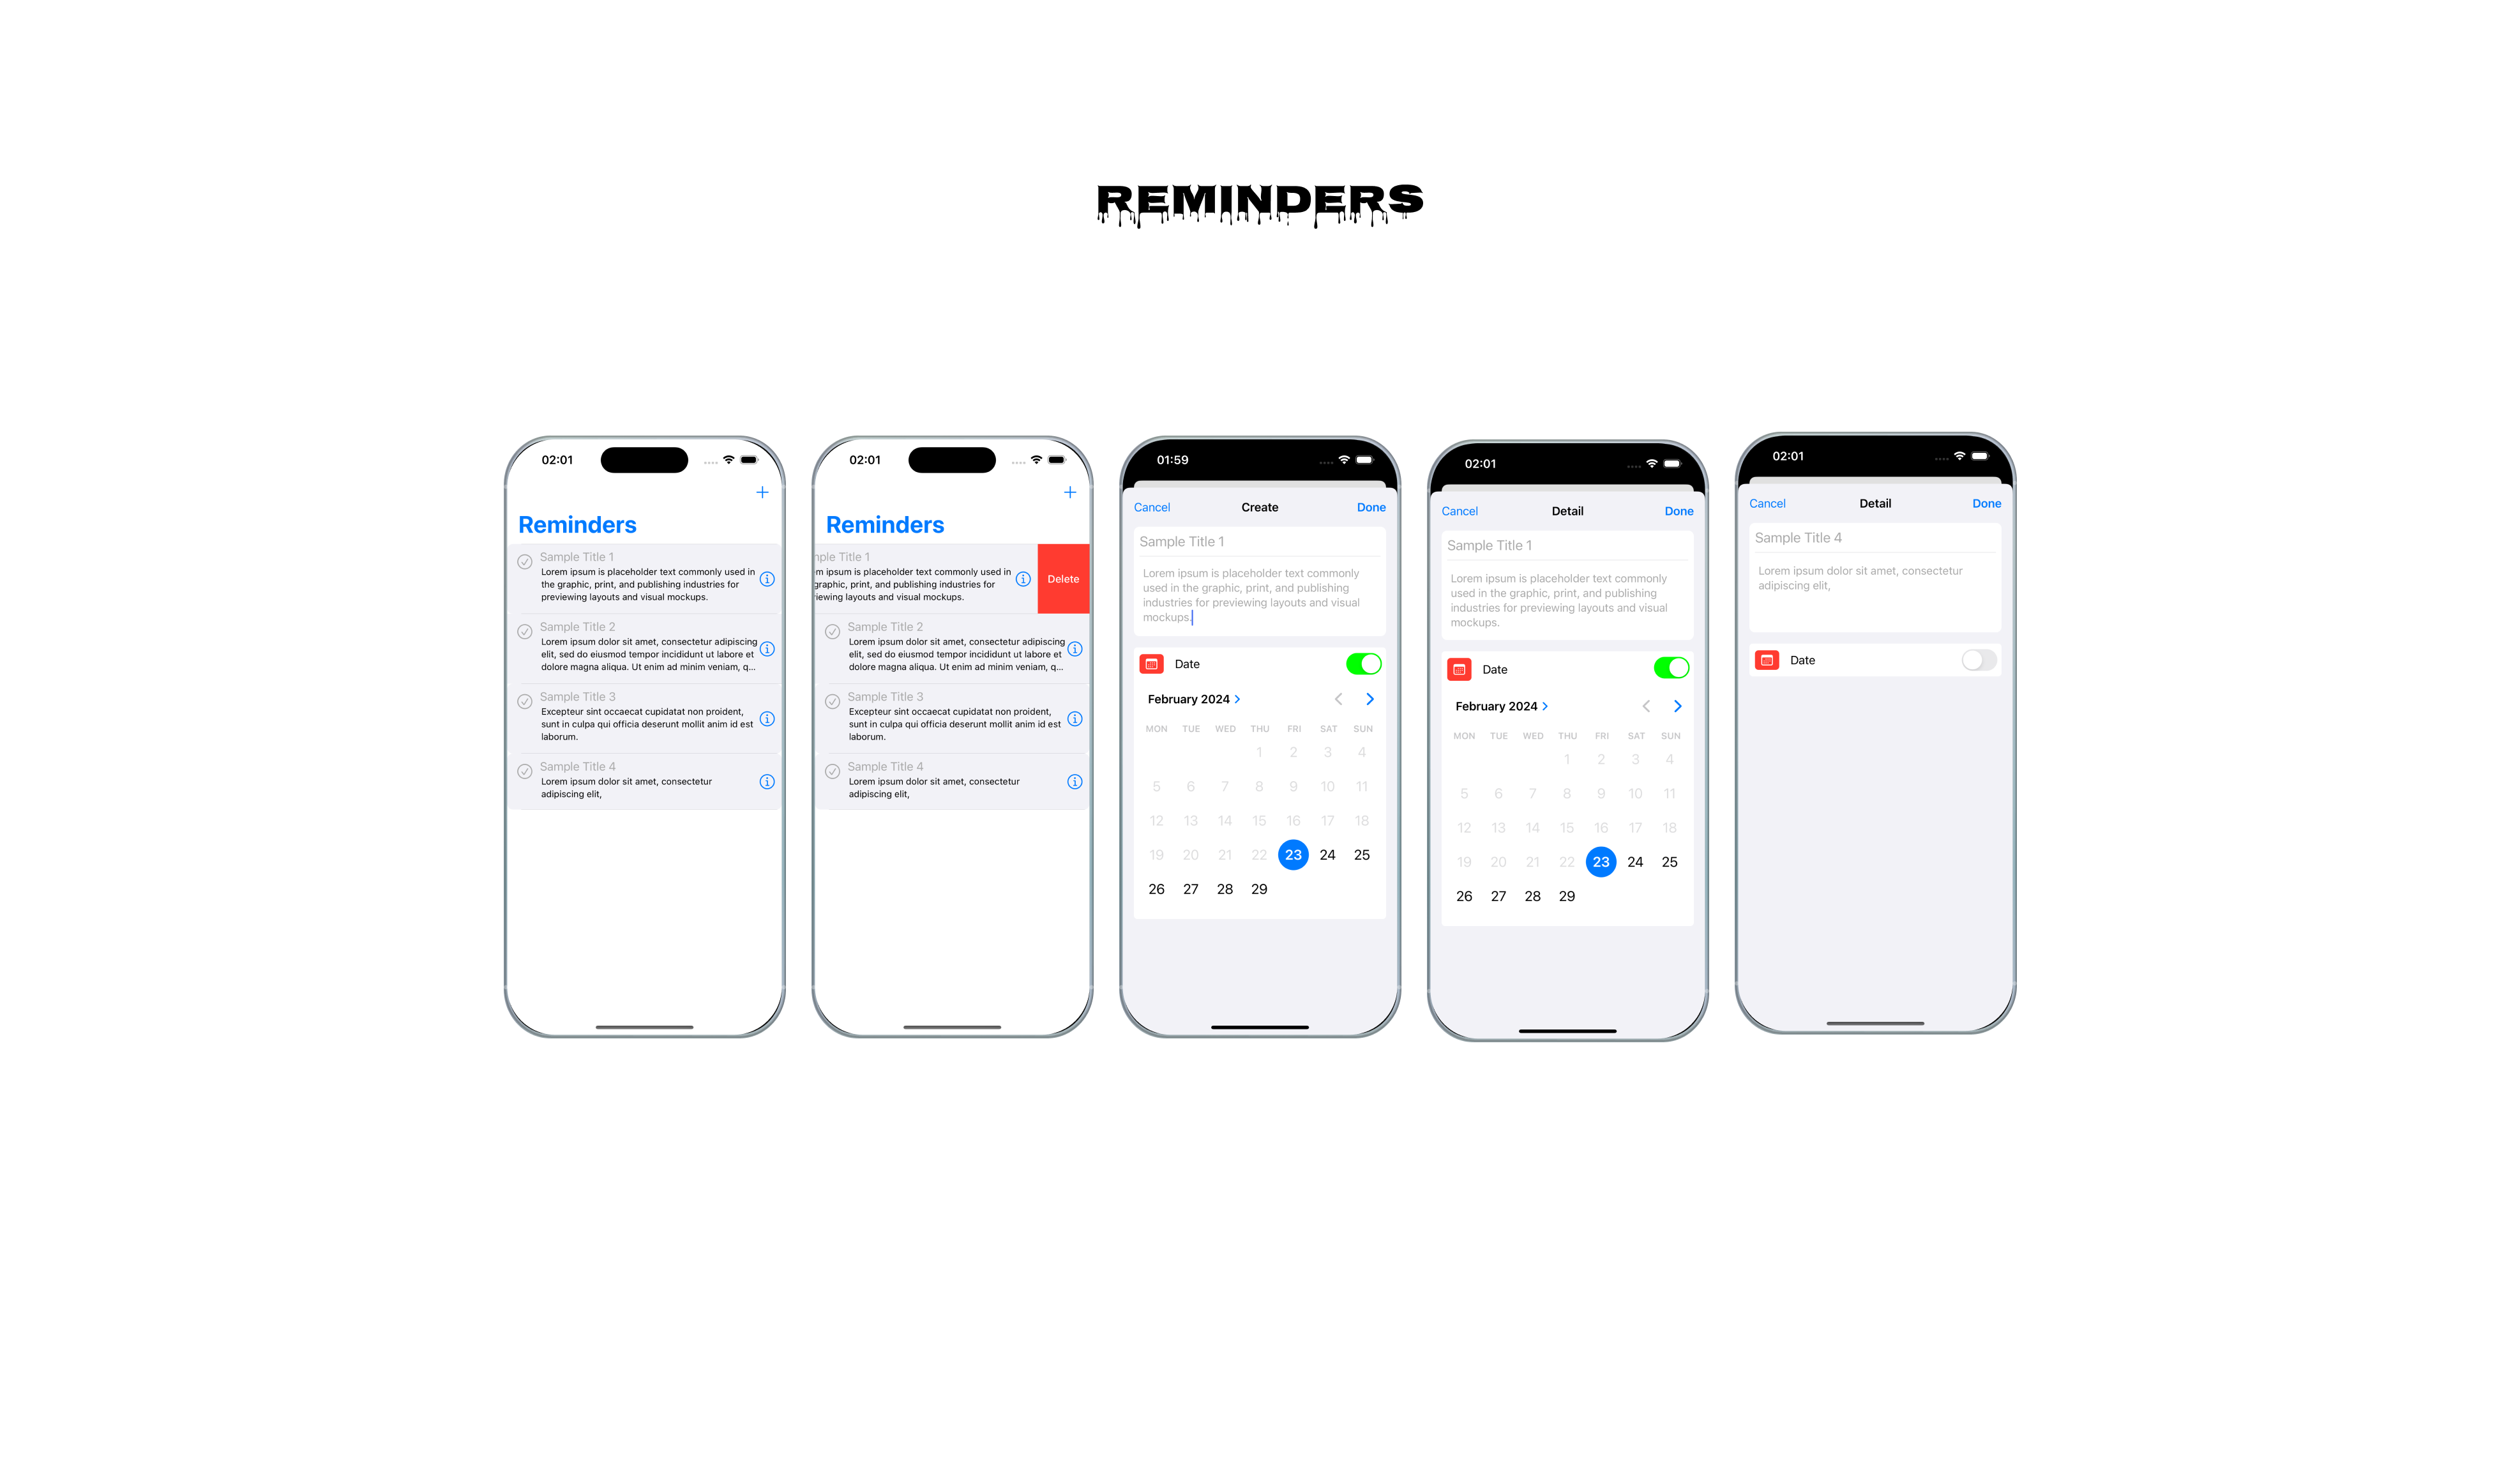 REMINDERS
02:01
Reminders
Sample Title 1
Lorem ipsum is placeholder text commonly used in
the graphic, print, and publishing industries for
previewing layouts and visual mockups.
Sample Title 2
Lorem ipsum dolor sit amet, consectetur adipiscing
elit, sed do eiusmod tempor incididunt ut labore et
dolore magna aliqua. Ut enim ad minim veniam, q...
Sample Title 3
Excepteur sint occaecat cupidatat non proident,
sunt in culpa qui officia deserunt mollit anim id est
laborum.
Sample Title 4
Lorem ipsum dolor sit amet, consectetur
adipiscing elit,
02:01
Reminders
mple Title 1
m ipsum is placeholder text commonly used in
graphic, print, and publishing industries for
iewing layouts and visual mockups.
Delete
Sample Title 2
Lorem ipsum dolor sit amet, consectetur adipiscing
elit, sed do eiusmod tempor incididunt ut labore et
dolore magna aliqua. Ut enim ad minim veniam, q...
Sample Title 3
Excepteur sint occaecat cupidatat non proident,
sunt in culpa qui officia deserunt mollit anim id est
laborum.
Sample Title 4
Lorem ipsum dolor sit amet, consectetur
adipiscing elit,
01:59
Cancel Create Done
Sample Title 1
Lorem ipsum is placeholder text commonly
used in the graphic, print, and publishing
industries for previewing layouts and visual
mockups.
Date
February 2024
MON TUE WED THU FRI SAT SUN
1 2 3 4
5 6 7 8 9 10 11
12 13 14 15 16 17 18
19 20 21 22 23 24 25
26 27 28 29
02:01
Cancel Detail Done
Sample Title 1
Lorem ipsum is placeholder text commonly
used in the graphic, print, and publishing
industries for previewing layouts and visual
mockups.
Date
February 2024
MON TUE WED THU FRI SAT SUN
1 2 3 4
5 6 7 8 9 10 11
12 13 14 15 16 17 18
19 20 21 22 23 24 25
26 27 28 29
02:01
Cancel Detail Done
Sample Title 4
Lorem ipsum dolor sit amet, consectetur
adipiscing elit,
Date